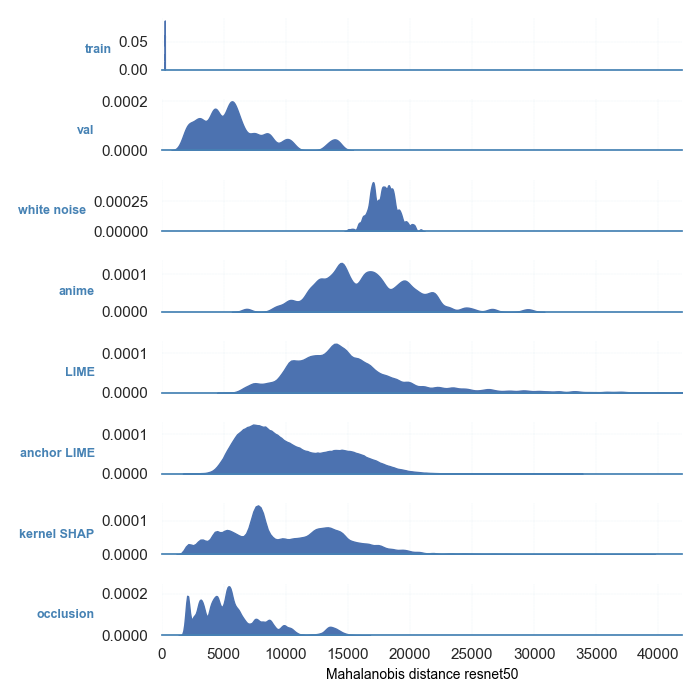 train
0.05
0.00
val
0.0002
0.0000
white noise
0.00025
0.00000
anime
0.0001
0.0000
LIME
0.0001
0.0000
anchor LIME
0.0001
0.0000
kernel SHAP
0.0001
0.0000
occlusion
0.0002
0.0000
0 5000 10000 15000 20000 25000 30000 35000 40000
Mahalanobis distance resnet50